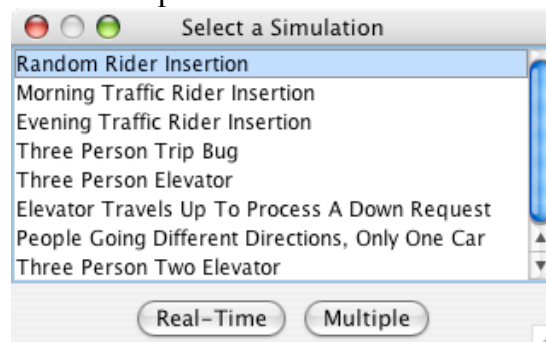 Select a Simulation
Random Rider Insertion
Morning Traffic Rider Insertion
Evening Traffic Rider Insertion
Three Person Trip Bug
Three Person Elevator
Elevator Travels Up To Process A Down Request
People Going Different Directions, Only One Car
Three Person Two Elevator
Real-Time Multiple